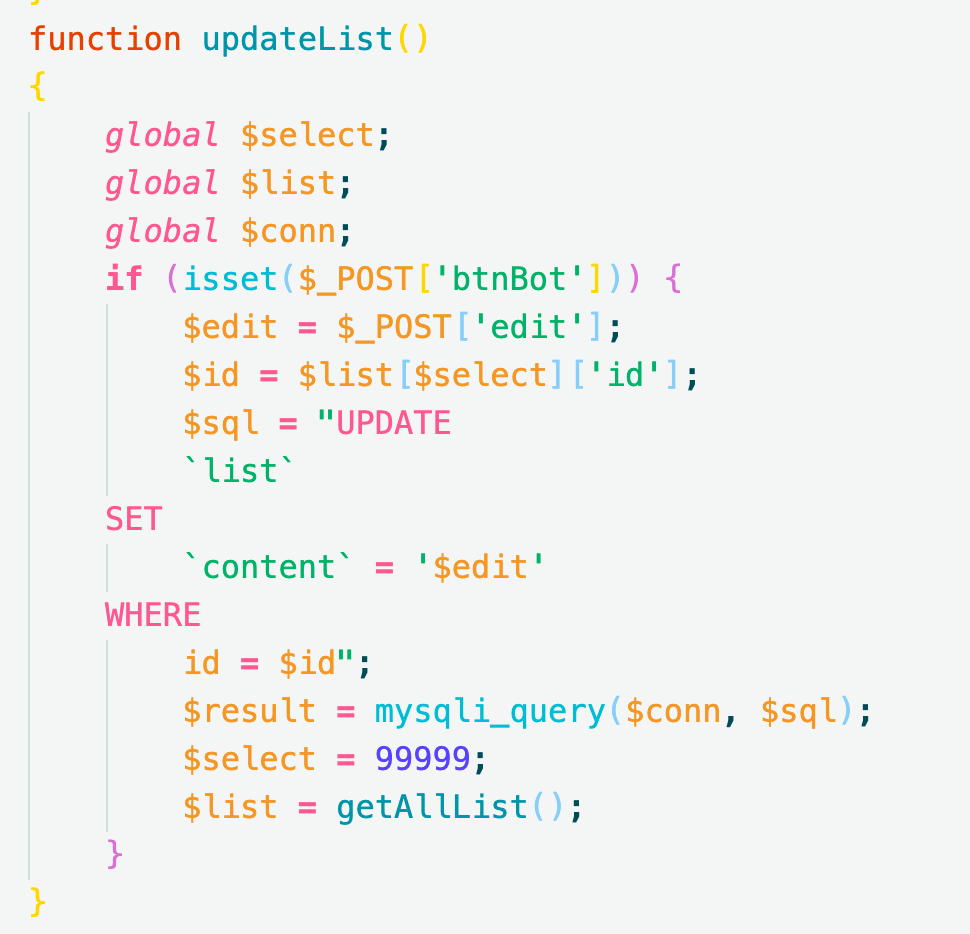 }
function updateList()
{
    global $select;
    global $list;
    global $conn;
    if (isset($_POST['btnBot'])) {
        $edit = $_POST['edit'];
        $id = $list[$select]['id'];
        $sql = "UPDATE
        `list`
    SET
        `content` = '$edit'
    WHERE
        id = $id";
        $result = mysqli_query($conn, $sql);
        $select = 99999;
        $list = getAllList();
    }
}